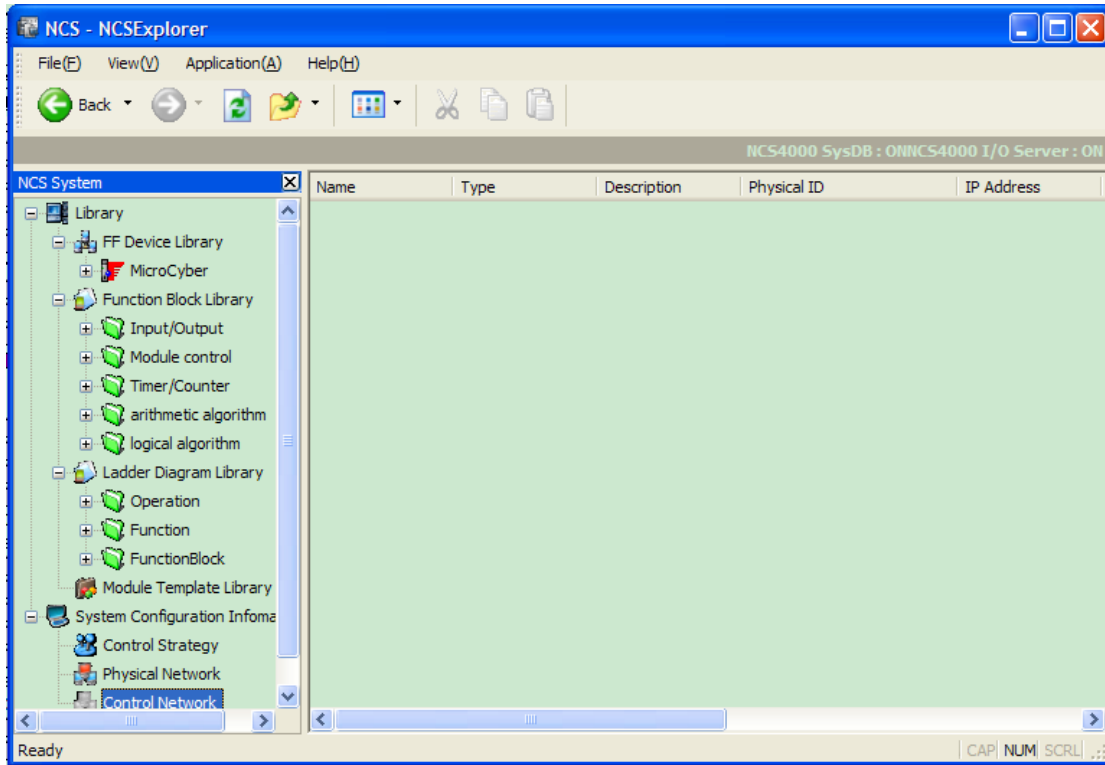 NCS - NCSExplorer
File(F) View(V) Application(A) Help(H)
Back
NCS4000 SysDB : ONNCS4000 I/O Server : ON
NCS System
Name Type Description Physical ID IP Address
Library
FF Device Library
MicroCyber
Function Block Library
Input/Output
Module control
Timer/Counter
arithmetic algorithm
logical algorithm
Ladder Diagram Library
Operation
Function
FunctionBlock
Module Template Library
System Configuration Infoma
Control Strategy
Physical Network
Control Network
Ready CAP NUM SCRL